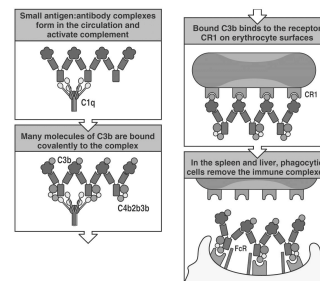 Small antigen:antibody complexes
form in the circulation and
activate complement
C1q
Many molecules of C3b are bound
covalently to the complex
C3b
C4b2b3b
Bound C3b binds to the receptor
CR1 on erythrocyte surfaces
CR1
In the spleen and liver, phagocytic
cells remove the immune complexes
FcR